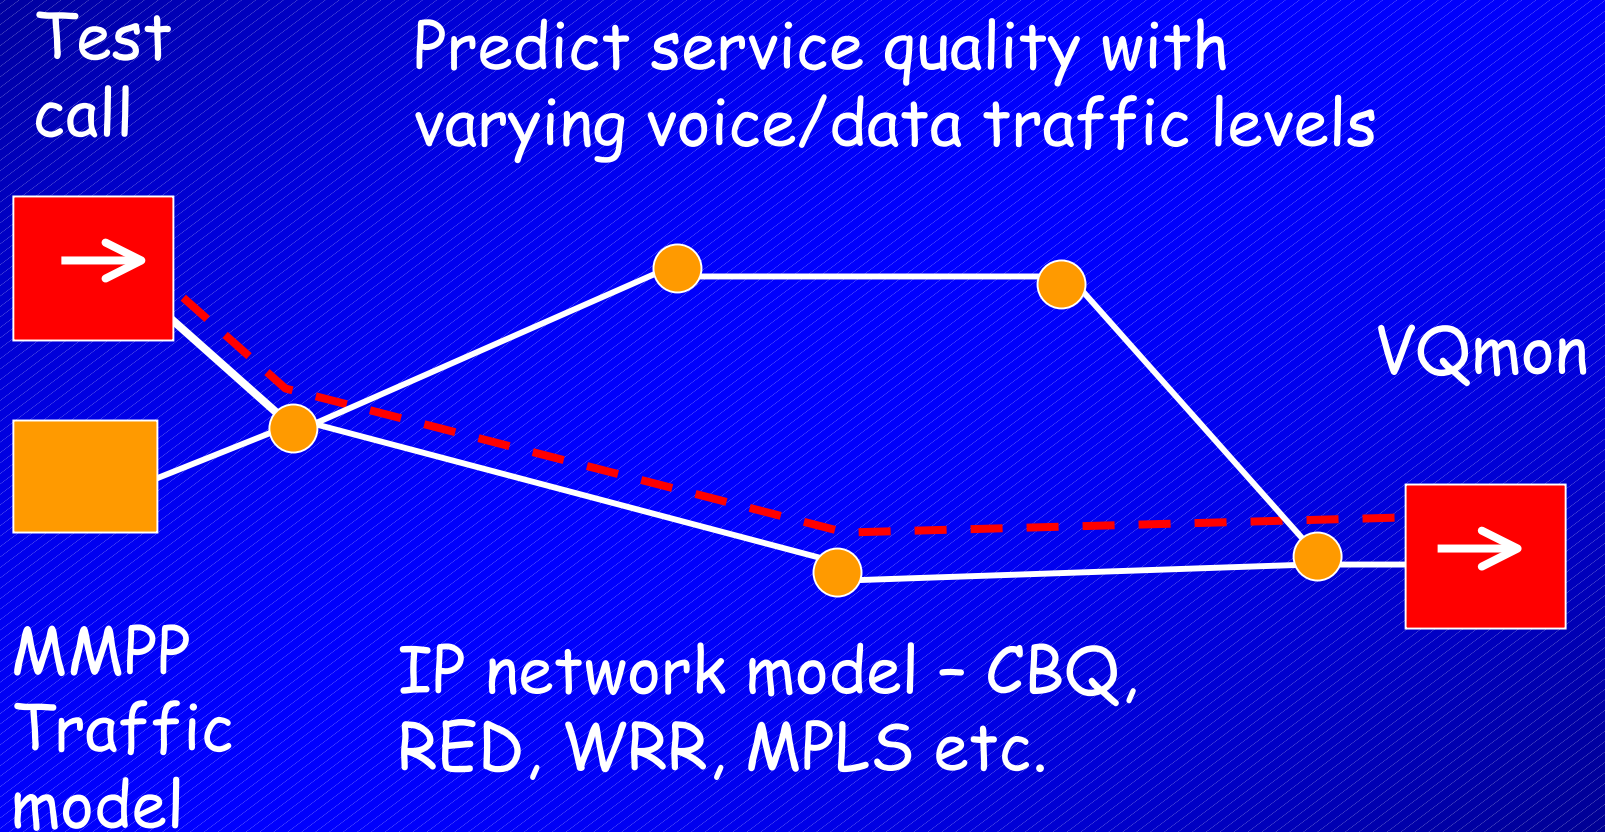 Test
call
Predict service quality with
varying voice/data traffic levels
VQmon
MMPP
Traffic
model
IP network model – CBQ,
RED, WRR, MPLS etc.